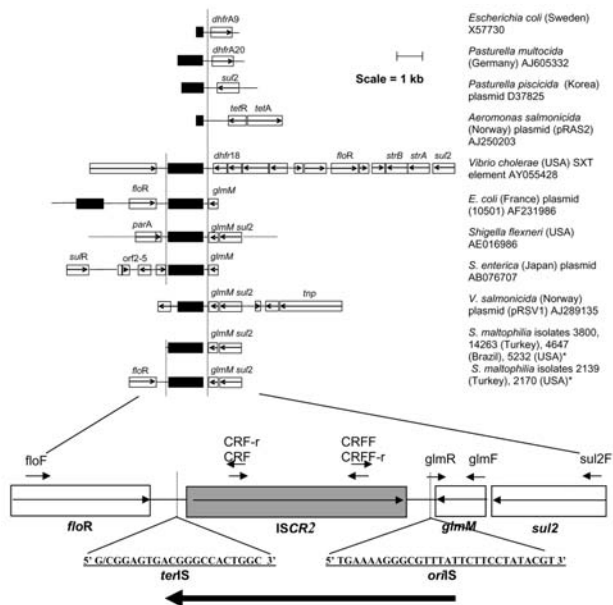 dhfrA9
Escherichia coli (Sweden)
X57730
dhfrA20
Pasturella multocida
(Germany) AJ605332
Scale = 1 kb
sul2
Pasturella piscicida (Korea)
plasmid D37825
tetR tetA
Aeromonas salmonicida
(Norway) plasmid (pRAS2)
AJ250203
dhfr18 floR strB strA sul2
Vibrio cholerae (USA) SXT
element AY055428
floR glmM
E. coli (France) plasmid
(10501) AF231986
parA glmM sul2
Shigella flexneri (USA)
AE016986
sulR orf2-5 glmM
S. enterica (Japan) plasmid
AB076707
glmM sul2 tnp
V. salmonicida (Norway)
plasmid (pRSV1) AJ289135
glmM sul2
S. maltophilia isolates 3800,
14263 (Turkey), 4647
(Brazil), 5232 (USA)*
floR glmM sul2
S. maltophilia isolates 2139
(Turkey), 2170 (USA)*
floF CRF-r CRFF glmR glmF sul2F
CRF CRFF-r
floR ISCR2 glmM sul2
5' G/CGGAGTGACGGGCCACTGGC 3' 5' TGAAAAGGGCGTTTATTCTTCCTATACGT 3'
terIS oriIS